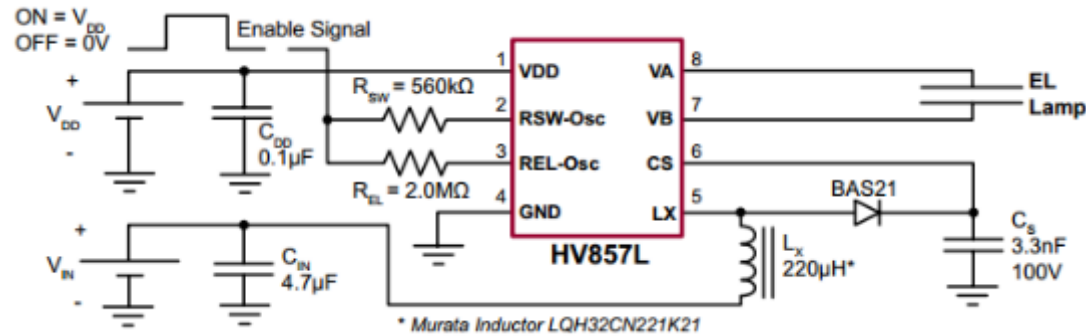 ON = VDD
OFF = 0V
Enable Signal
+
VDD
-
CDD
0.1µF
RSW = 560kΩ
REL = 2.0MΩ
1
VDD
2
RSW-Osc
3
REL-Osc
4
GND
VA
8
VB
7
CS
6
LX
5
HV857L
EL
Lamp
BAS21
CS
3.3nF
100V
LX
220µH*
+
VIN
-
CIN
4.7µF
* Murata Inductor LQH32CN221K21